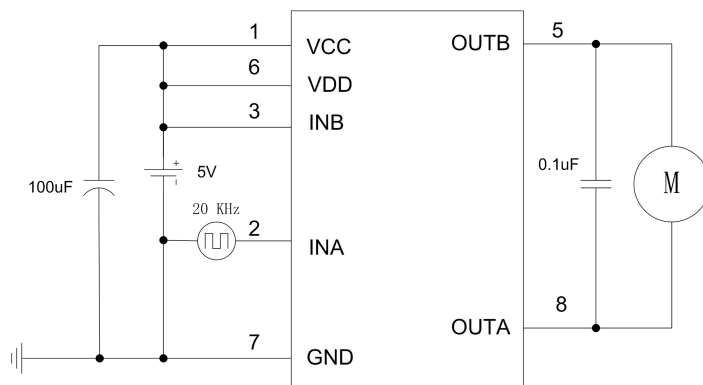 1 VCC OUTB 5
6 VDD
3 INB
100uF
+
5V
-
0.1uF
M
20 KHz
2 INA
8 OUTA
7 GND